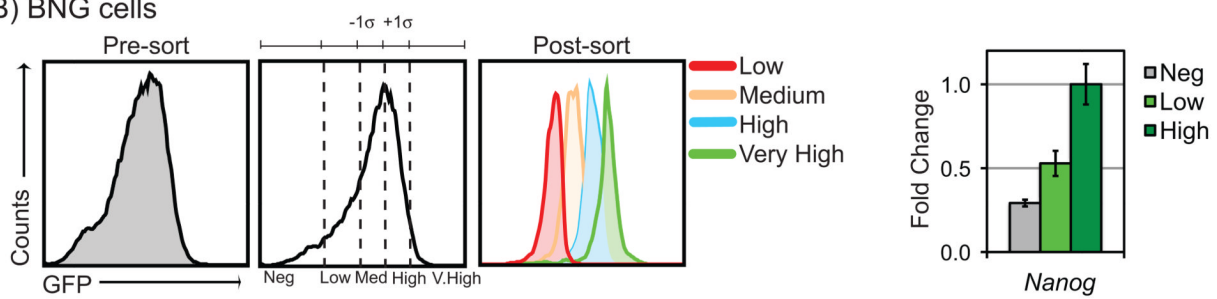 B) BNG cells
-1σ +1σ
Pre-sort
Post-sort
Counts
GFP
Neg Low Med High V.High
Low
Medium
High
Very High
Fold Change
1.0
0.5
0.0
Nanog
Neg
Low
High